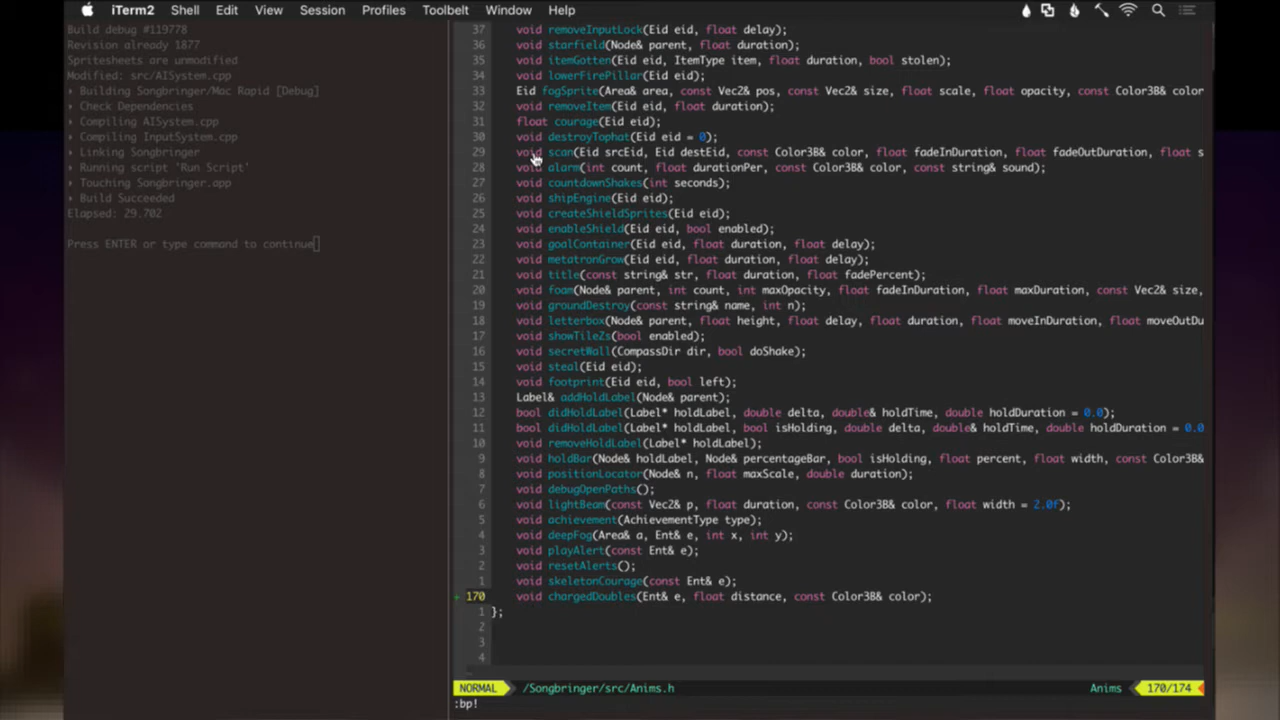 iTerm2 Shell Edit View Session Profiles Toolbelt Window Help
Build debug #119778
Revision already 1877
Spritesheets are unmodified
Modified: src/AISystem.cpp
Building Songbringer/Mac Rapid [Debug]
Check Dependencies
Compiling AISystem.cpp
Compiling InputSystem.cpp
Linking Songbringer
Running script 'Run Script'
Touching Songbringer.app
Build Succeeded
Elapsed: 29.702
Press ENTER or type command to continue
37 void removeInputLock(Eid eid, float delay);
36 void starfield(Node& parent, float duration);
35 void itemGotten(Eid eid, ItemType item, float duration, bool stolen);
34 void lowerFirePillar(Eid eid);
33 Eid fogSprite(Area& area, const Vec2& pos, const Vec2& size, float scale, float opacity, const Color3B& color
32 void removeItem(Eid eid, float duration);
31 float courage(Eid eid);
30 void destroyTophat(Eid eid = 0);
29 void scan(Eid srcEid, Eid destEid, const Color3B& color, float fadeInDuration, float fadeOutDuration, float s
28 void alarm(int count, float durationPer, const Color3B& color, const string& sound);
27 void countdownShakes(int seconds);
26 void shipEngine(Eid eid);
25 void createShieldSprites(Eid eid);
24 void enableShield(Eid eid, bool enabled);
23 void goalContainer(Eid eid, float duration, float delay);
22 void metatronGrow(Eid eid, float duration, float delay);
21 void title(const string& str, float duration, float fadePercent);
20 void foam(Node& parent, int count, int maxOpacity, float fadeInDuration, float maxDuration, const Vec2& size,
19 void groundDestroy(const string& name, int n);
18 void letterbox(Node& parent, float height, float delay, float duration, float moveInDuration, float moveOutDu
17 void showTileZs(bool enabled);
16 void secretWall(CompassDir dir, bool doShake);
15 void steal(Eid eid);
14 void footprint(Eid eid, bool left);
13 Label& addHoldLabel(Node& parent);
12 bool didHoldLabel(Label* holdLabel, double delta, double& holdTime, double holdDuration = 0.0);
11 bool didHoldLabel(Label* holdLabel, bool isHolding, double delta, double& holdTime, double holdDuration = 0.0
10 void removeHoldLabel(Label* holdLabel);
9 void holdBar(Node& holdLabel, Node& percentageBar, bool isHolding, float percent, float width, const Color3B&
8 void positionLocator(Node& n, float maxScale, double duration);
7 void debugOpenPaths();
6 void lightBeam(const Vec2& p, float duration, const Color3B& color, float width = 2.0f);
5 void achievement(AchievementType type);
4 void deepFog(Area& a, Ent& e, int x, int y);
3 void playAlert(const Ent& e);
2 void resetAlerts();
1 void skeletonCourage(const Ent& e);
+ 170 void chargedDoubles(Ent& e, float distance, const Color3B& color);
1 };
2
3
4
NORMAL /Songbringer/src/Anims.h Anims 170/174
:bp!